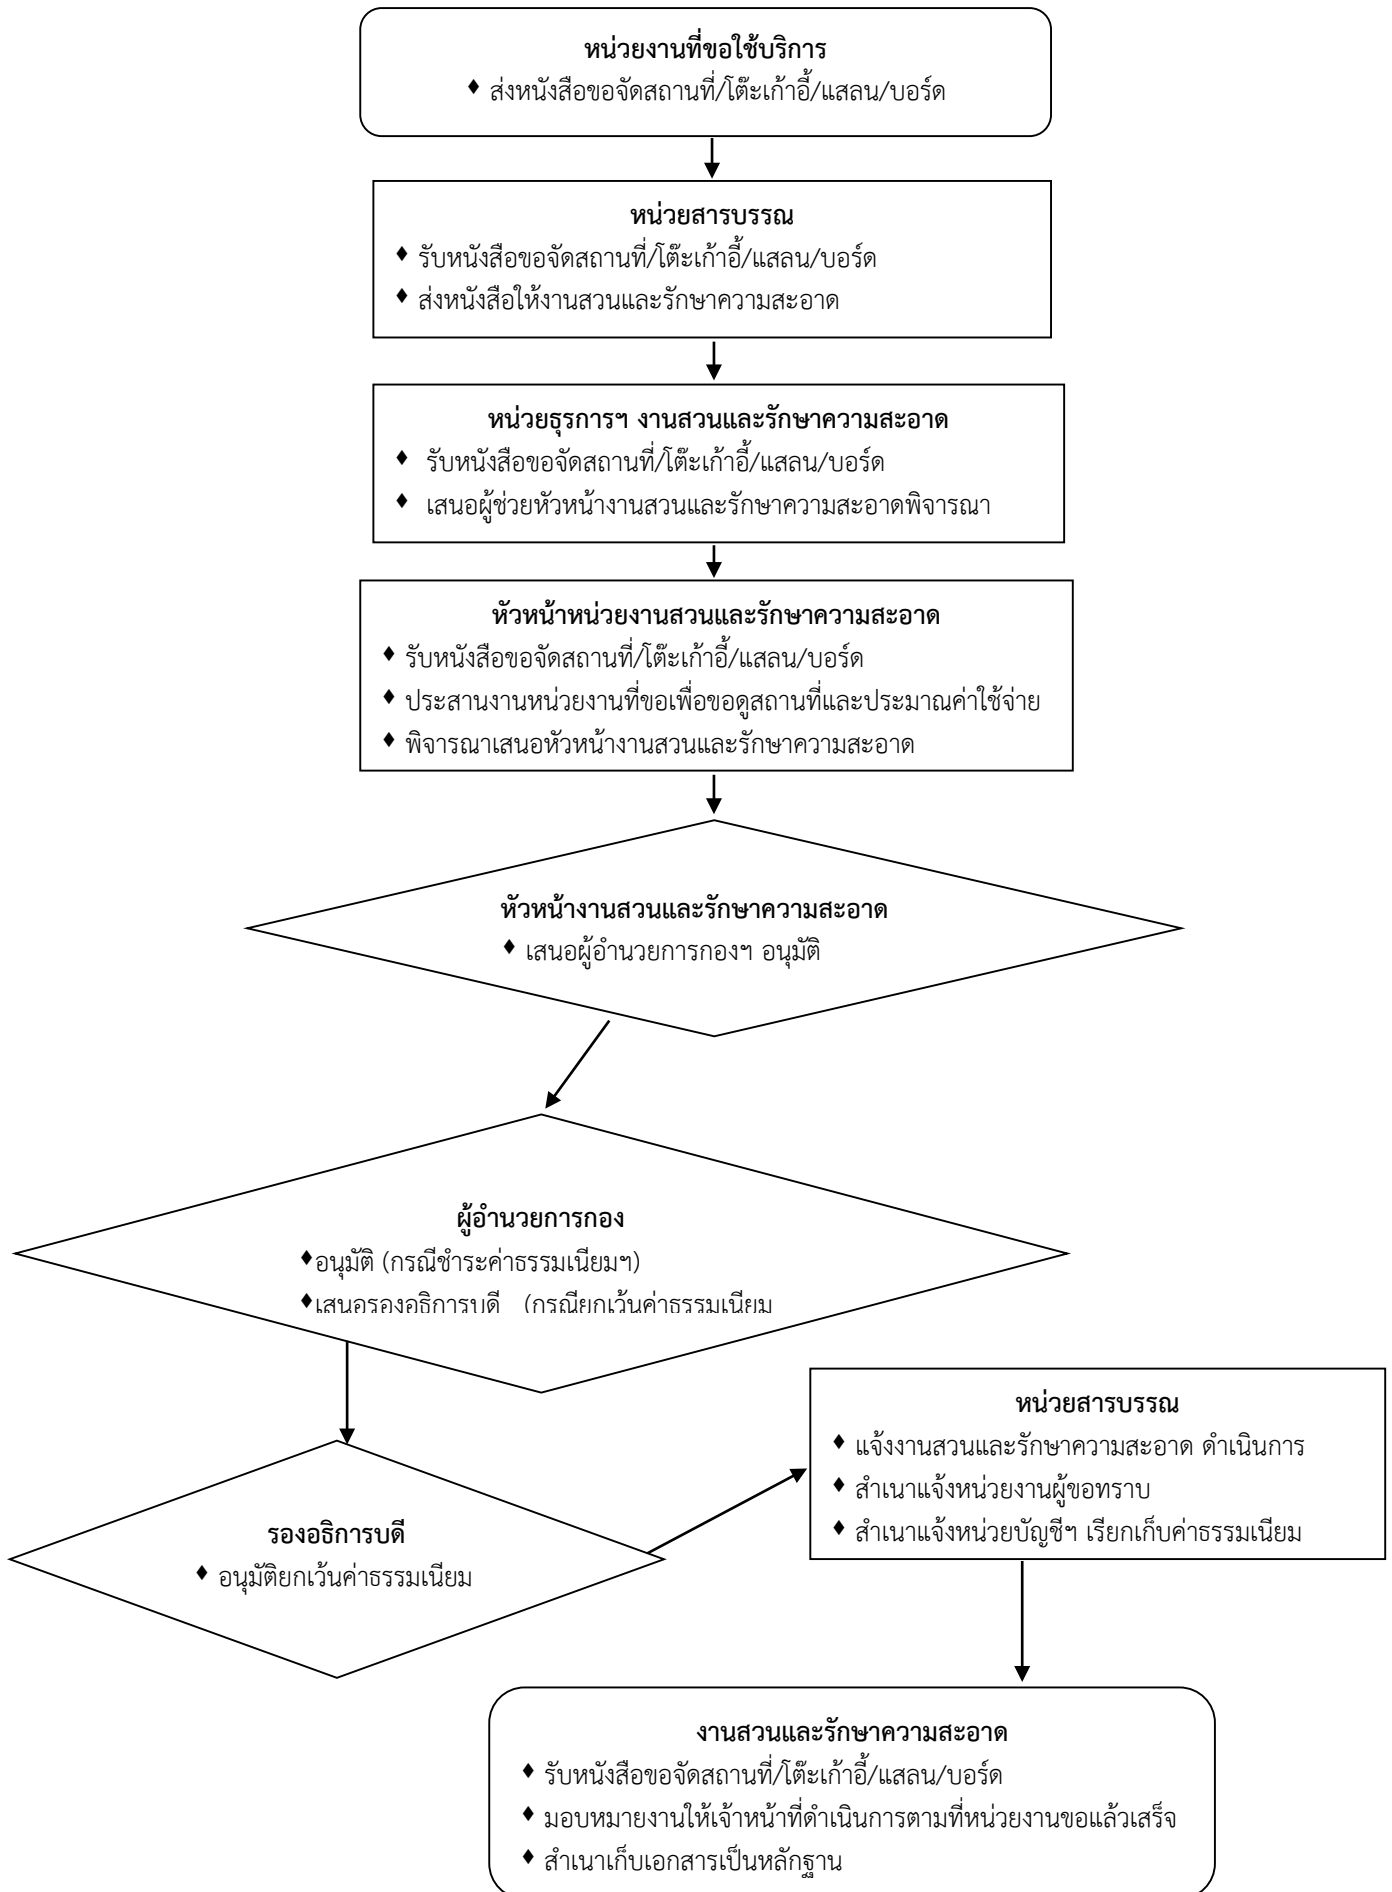 หน่วยงานที่ขอใช้บริการ
♦ ส่งหนังสือขอจัดสถานที่/โต๊ะเก้าอี้/แสลน/บอร์ด
หน่วยสารบรรณ
♦ รับหนังสือขอจัดสถานที่/โต๊ะเก้าอี้/แสลน/บอร์ด
♦ ส่งหนังสือให้งานสวนและรักษาความสะอาด
หน่วยธุรการฯ งานสวนและรักษาความสะอาด
♦ รับหนังสือขอจัดสถานที่/โต๊ะเก้าอี้/แสลน/บอร์ด
♦ เสนอผู้ช่วยหัวหน้างานสวนและรักษาความสะอาดพิจารณา
หัวหน้าหน่วยงานสวนและรักษาความสะอาด
♦ รับหนังสือขอจัดสถานที่/โต๊ะเก้าอี้/แสลน/บอร์ด
♦ ประสานงานหน่วยงานที่ขอเพื่อขอดูสถานที่และประมาณค่าใช้จ่าย
♦ พิจารณาเสนอหัวหน้างานสวนและรักษาความสะอาด
หัวหน้างานสวนและรักษาความสะอาด
♦ เสนอผู้อำนวยการกองฯ อนุมัติ
ผู้อำนวยการกอง
♦อนุมัติ (กรณีชำระค่าธรรมเนียมฯ)
♦เสนอรองอธิการบดี (กรณียกเว้นค่าธรรมเนียม
รองอธิการบดี
♦ อนุมัติยกเว้นค่าธรรมเนียม
หน่วยสารบรรณ
♦ แจ้งงานสวนและรักษาความสะอาด ดำเนินการ
♦ สำเนาแจ้งหน่วยงานผู้ขอทราบ
♦ สำเนาแจ้งหน่วยบัญชีฯ เรียกเก็บค่าธรรมเนียม
งานสวนและรักษาความสะอาด
♦ รับหนังสือขอจัดสถานที่/โต๊ะเก้าอี้/แสลน/บอร์ด
♦ มอบหมายงานให้เจ้าหน้าที่ดำเนินการตามที่หน่วยงานขอแล้วเสร็จ
♦ สำเนาเก็บเอกสารเป็นหลักฐาน